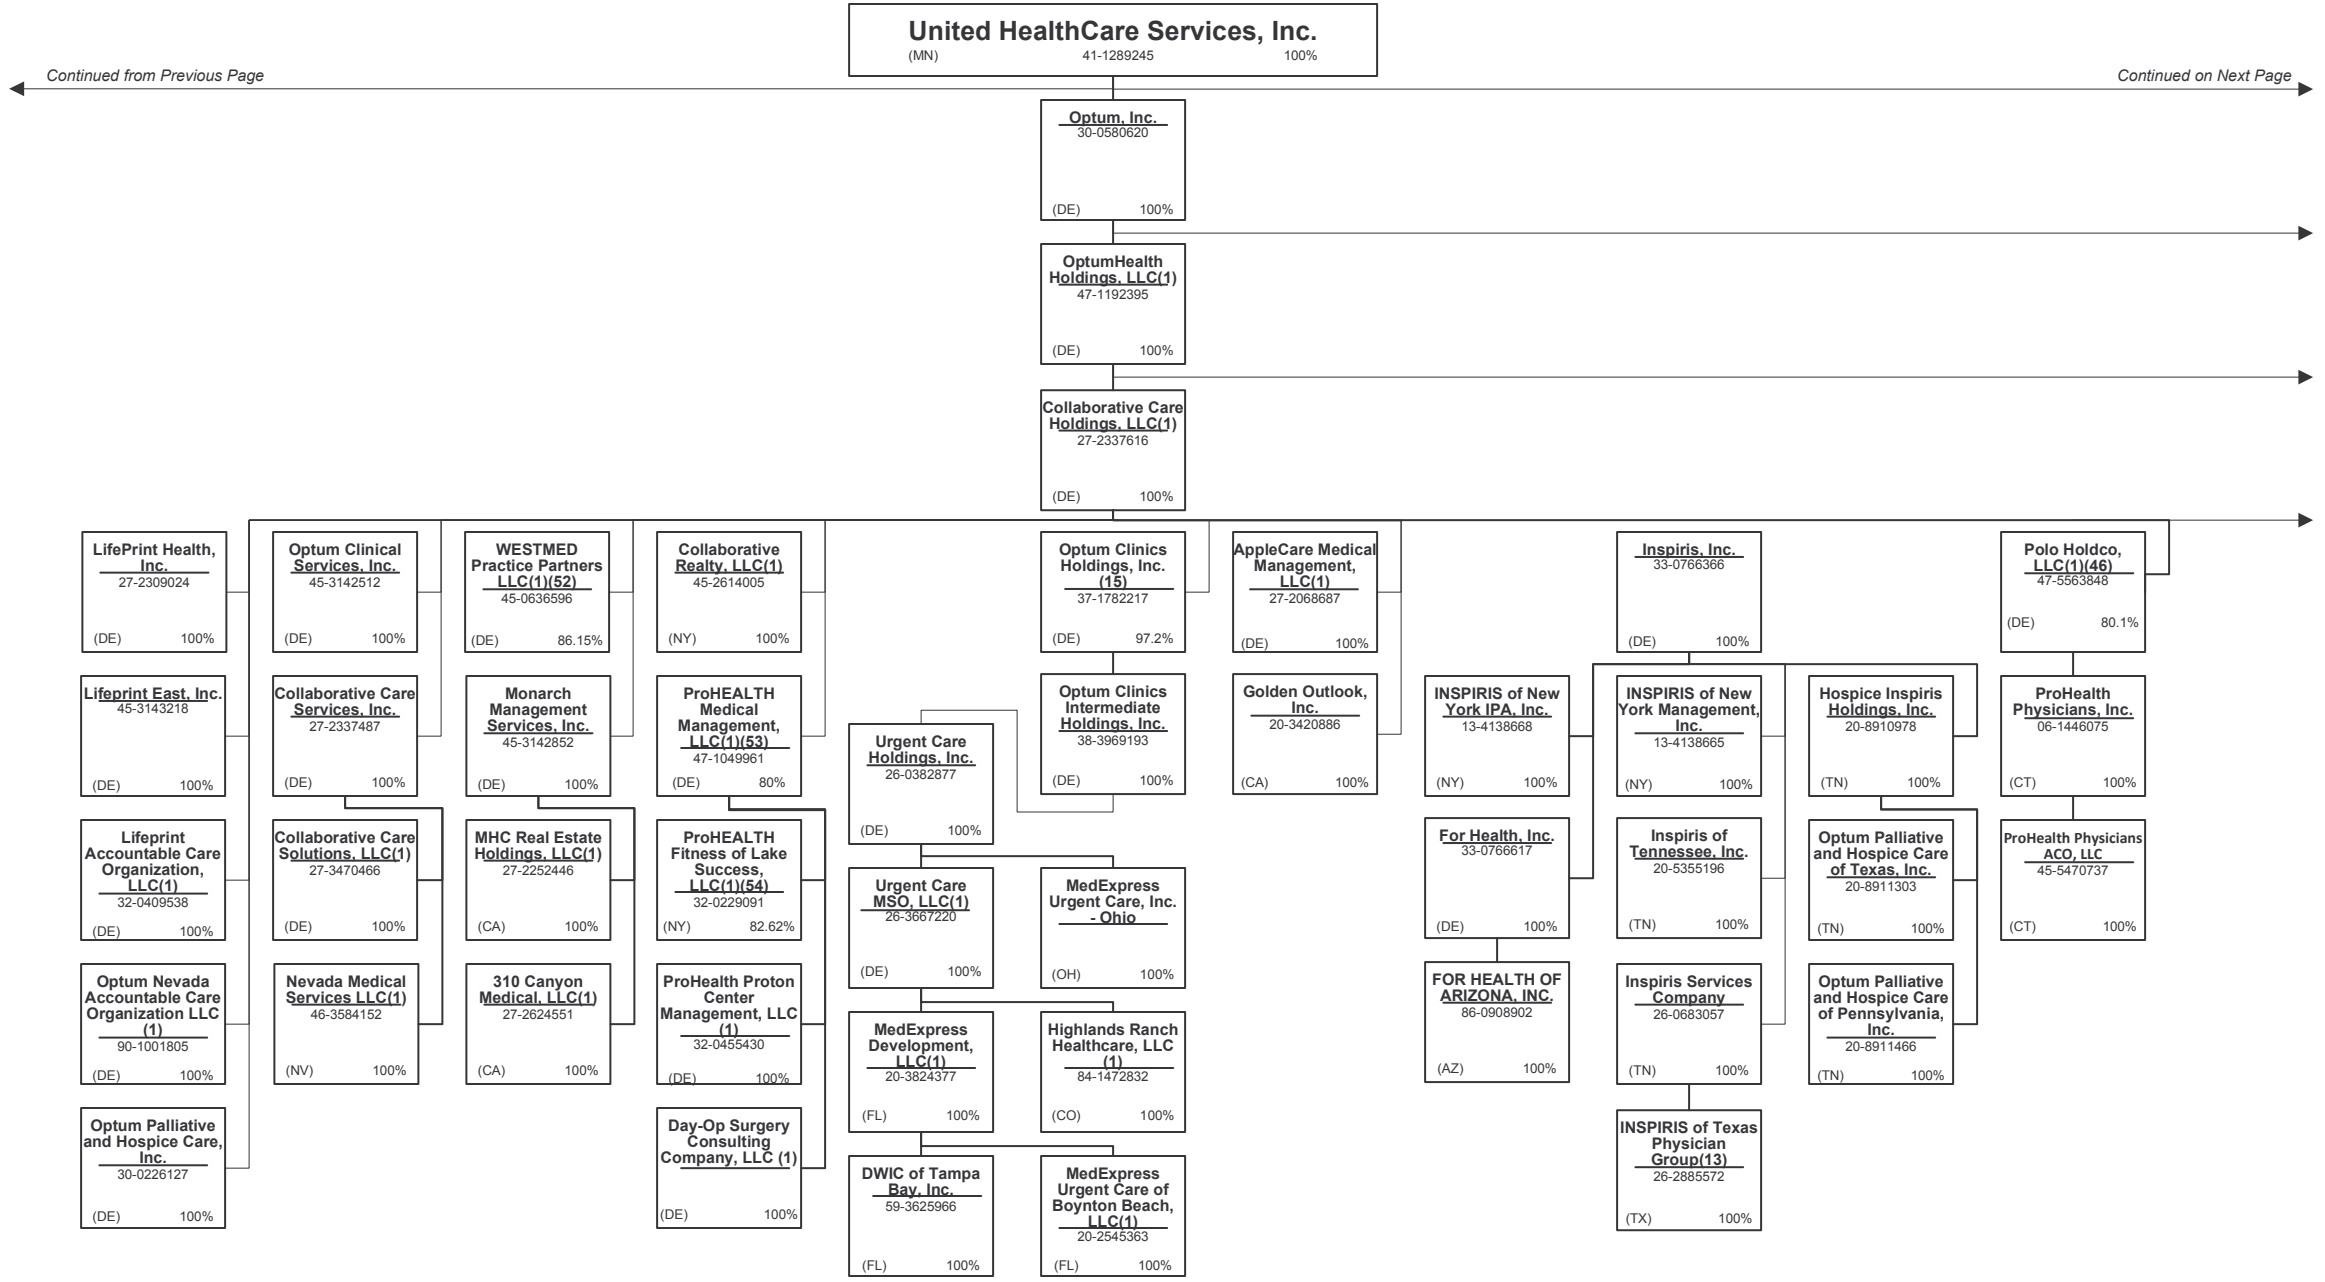 United HealthCare Services, Inc.
(MN) 41-1289245 100%
Continued from Previous Page
Continued on Next Page
Optum, Inc.
30-0580620
(DE) 100%
OptumHealth
Holdings, LLC(1)
47-1192395
(DE) 100%
Collaborative Care
Holdings, LLC(1)
27-2337616
(DE) 100%
LifePrint Health,
Inc.
27-2309024
(DE) 100%
Optum Clinical
Services, Inc.
45-3142512
(DE) 100%
WESTMED
Practice Partners
LLC(1)(52)
45-0636596
(DE) 86.15%
Collaborative
Realty, LLC(1)
45-2614005
(NY) 100%
Optum Clinics
Holdings, Inc.
(15)
37-1782217
(DE) 97.2%
AppleCare Medical
Management,
LLC(1)
27-2068687
(DE) 100%
Inspiris, Inc.
33-0766366
(DE) 100%
Polo Holdco,
LLC(1)(46)
47-5563848
(DE) 80.1%
Lifeprint East, Inc.
45-3143218
(DE) 100%
Collaborative Care
Services, Inc.
27-2337487
(DE) 100%
Monarch
Management
Services, Inc.
45-3142852
(DE) 100%
ProHEALTH
Medical
Management,
LLC(1)(53)
47-1049961
(DE) 80%
Urgent Care
Holdings, Inc.
26-0382877
(DE) 100%
Optum Clinics
Intermediate
Holdings, Inc.
38-3969193
(DE) 100%
Golden Outlook,
Inc.
20-3420886
(CA) 100%
INSPIRIS of New
York IPA, Inc.
13-4138668
(NY) 100%
INSPIRIS of New
York Management,
Inc.
13-4138665
(NY) 100%
Hospice Inspiris
Holdings, Inc.
20-8910978
(TN) 100%
ProHealth
Physicians, Inc.
06-1446075
(CT) 100%
Lifeprint
Accountable Care
Organization,
LLC(1)
32-0409538
(DE) 100%
Collaborative Care
Solutions, LLC(1)
27-3470466
(DE) 100%
MHC Real Estate
Holdings, LLC(1)
27-2252446
(CA) 100%
ProHEALTH
Fitness of Lake
Success,
LLC(1)(54)
32-0229091
(NY) 82.62%
Urgent Care
MSO, LLC(1)
26-3667220
(DE) 100%
MedExpress
Urgent Care, Inc.
- Ohio
(OH) 100%
For Health, Inc.
33-0766617
(DE) 100%
Inspiris of
Tennessee, Inc.
20-5355196
(TN) 100%
Optum Palliative
and Hospice Care
of Texas, Inc.
20-8911303
(TN) 100%
ProHealth Physicians
ACO, LLC
45-5470737
(CT) 100%
Optum Nevada
Accountable Care
Organization LLC
(1)
90-1001805
(DE) 100%
Nevada Medical
Services LLC(1)
46-3584152
(NV) 100%
310 Canyon
Medical, LLC(1)
27-2624551
(CA) 100%
ProHealth Proton
Center
Management, LLC
(1)
32-0455430
(DE) 100%
MedExpress
Development,
LLC(1)
20-3824377
(FL) 100%
Highlands Ranch
Healthcare, LLC
(1)
84-1472832
(CO) 100%
FOR HEALTH OF
ARIZONA, INC.
86-0908902
(AZ) 100%
Inspiris Services
Company
26-0683057
(TN) 100%
Optum Palliative
and Hospice Care
of Pennsylvania,
Inc.
20-8911466
(TN) 100%
Optum Palliative
and Hospice Care,
Inc.
30-0226127
(DE) 100%
Day-Op Surgery
Consulting
Company, LLC (1)
(DE) 100%
DWIC of Tampa
Bay, Inc.
59-3625966
(FL) 100%
MedExpress
Urgent Care of
Boynton Beach,
LLC(1)
20-2545363
(FL) 100%
INSPIRIS of Texas
Physician
Group(13)
26-2885572
(TX) 100%